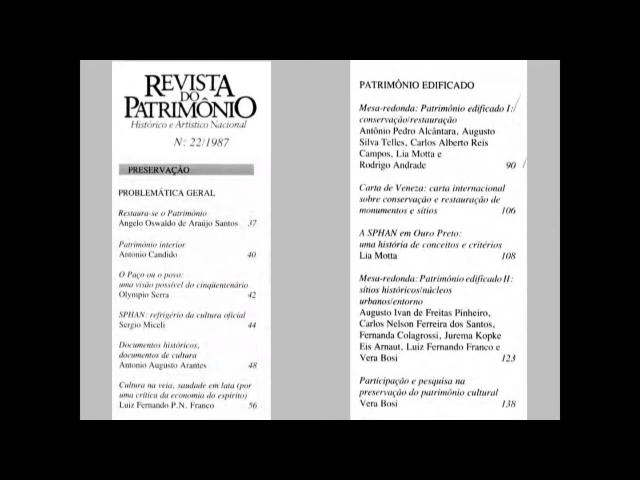 REVISTA
DO
PATRIMÔNIO
Histórico e Artístico Nacional
Nº 22/1987
PRESERVAÇÃO
PROBLEMÁTICA GERAL
Restaura-se o Patrimônio
Angelo Oswaldo de Araújo Santos 37
Patrimônio interior
Antonio Candido 40
O Paço ou o povo:
uma visão possível do cinqüentenário
Olympio Serra 42
SPHAN: refrigério da cultura oficial
Sergio Miceli 44
Documentos históricos,
documentos de cultura
Antonio Augusto Arantes 48
Cultura na veia, saudade em lata (por
uma crítica da economia do espírito)
Luiz Fernando P.N. Franco 56
PATRIMÔNIO EDIFICADO
Mesa-redonda: Patrimônio edificado I:
conservação/restauração
Antônio Pedro Alcântara, Augusto
Silva Telles, Carlos Alberto Reis
Campos, Lia Motta e
Rodrigo Andrade 90
Carta de Veneza: carta internacional
sobre conservação e restauração de
monumentos e sítios 106
A SPHAN em Ouro Preto:
uma história de conceitos e critérios
Lia Motta 108
Mesa-redonda: Patrimônio edificado II:
sítios históricos/núcleos
urbanos/entorno
Augusto Ivan de Freitas Pinheiro,
Carlos Nelson Ferreira dos Santos,
Fernanda Colagrossi, Jurema Kopke
Eis Arnaut, Luiz Fernando Franco e
Vera Bosi 123
Participação e pesquisa na
preservação do patrimônio cultural
Vera Bosi 138